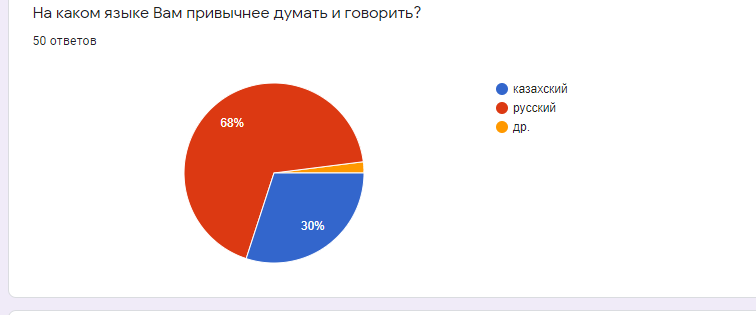 На каком языке Вам привычнее думать и говорить?
50 ответов
казахский
русский
др.
68%
30%